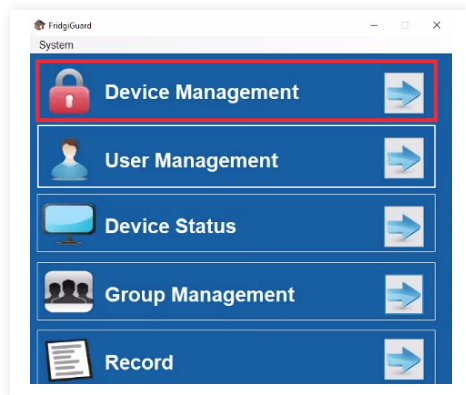 FridgiGuard
System
Device Management
User Management
Device Status
Group Management
Record